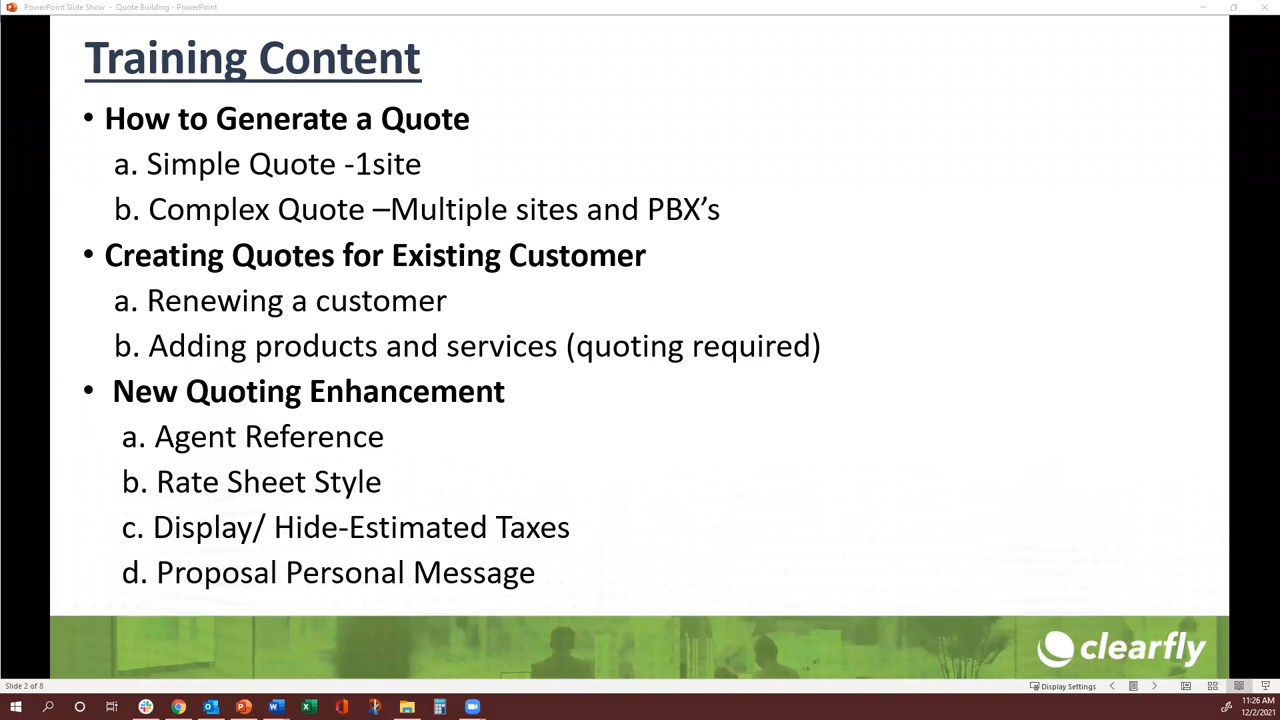 PowerPoint Slide Show - Quote Building - PowerPoint
Training Content
• How to Generate a Quote
a. Simple Quote -1site
b. Complex Quote –Multiple sites and PBX’s
• Creating Quotes for Existing Customer
a. Renewing a customer
b. Adding products and services (quoting required)
• New Quoting Enhancement
a. Agent Reference
b. Rate Sheet Style
c. Display/ Hide-Estimated Taxes
d. Proposal Personal Message
clearfly
Slide 2 of 8
Display Settings
11:26 AM
12/2/2021